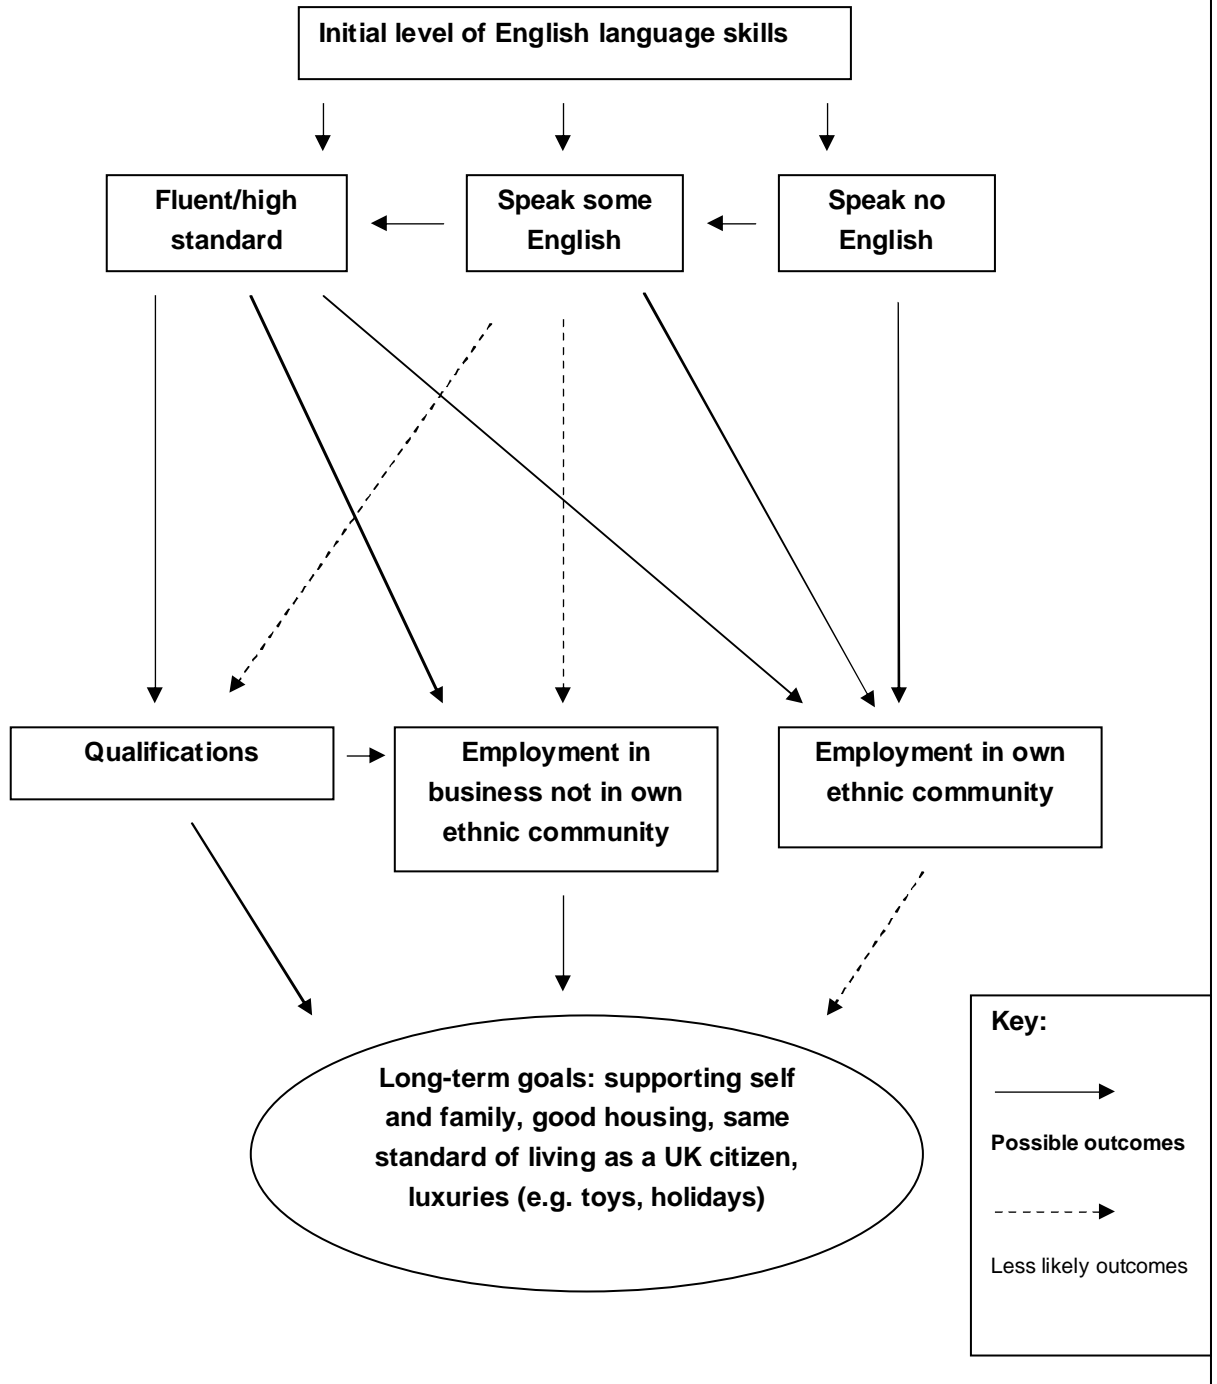 Initial level of English language skills
Fluent/high
standard
Speak some
English
Speak no
English
Qualifications
Employment in
business not in own
ethnic community
Employment in own
ethnic community
Long-term goals: supporting self
and family, good housing, same
standard of living as a UK citizen,
luxuries (e.g. toys, holidays)
Key:
Possible outcomes
Less likely outcomes